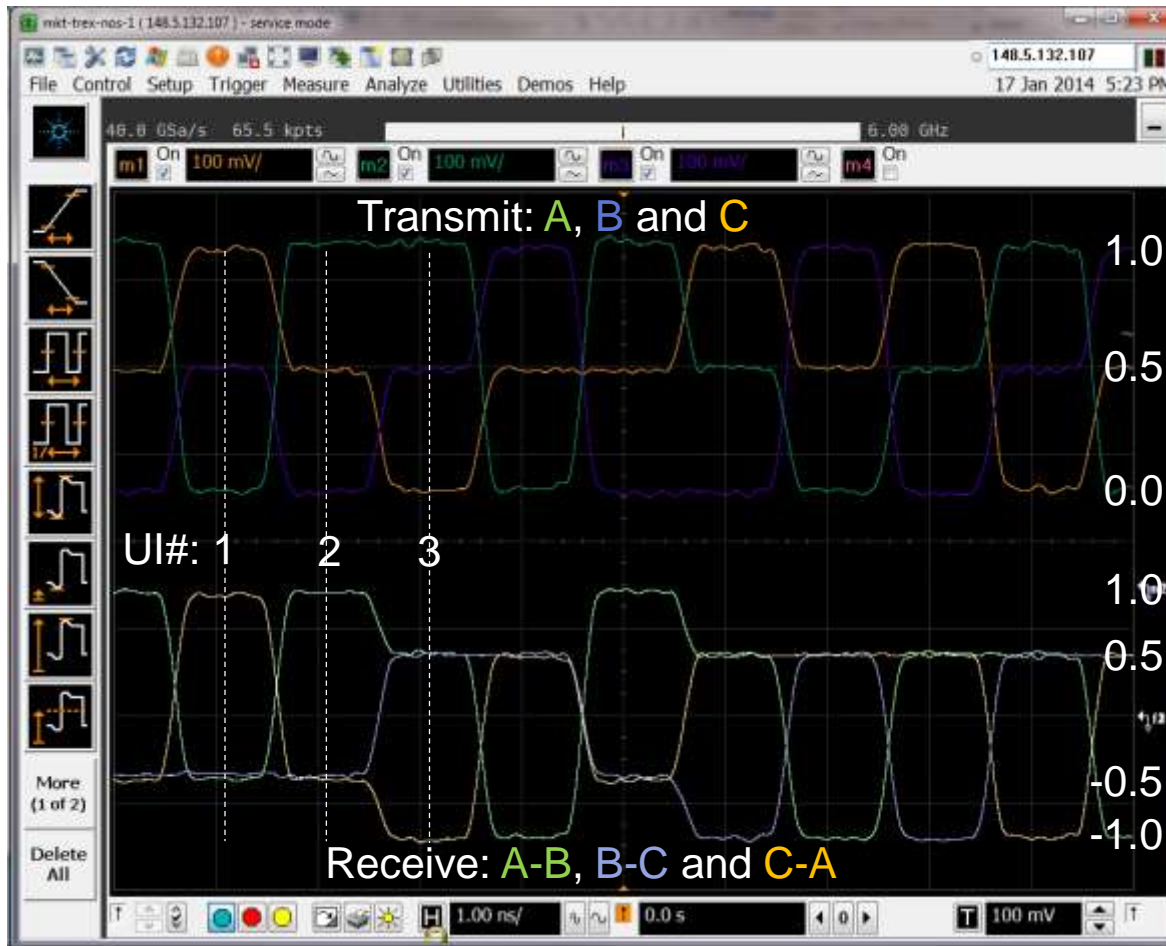 mkt-trex-nos-1 ( 148.5.132.107 ) - service mode
148.5.132.107
File Control Setup Trigger Measure Analyze Utilities Demos Help
17 Jan 2014 5:23 PM
40.0 GSa/s 65.5 kpts
6.00 GHz
m1 On 100 mV/ m2 On 100 mV/ m3 On 100 mV/ m4 On
Transmit: A, B and C
1.0
0.5
0.0
UI#: 1 2 3
1.0
0.5
-0.5
-1.0
More
(1 of 2)
Delete
All
Receive: A-B, B-C and C-A
H 1.00 ns/ 0.0 s 0 T 100 mV